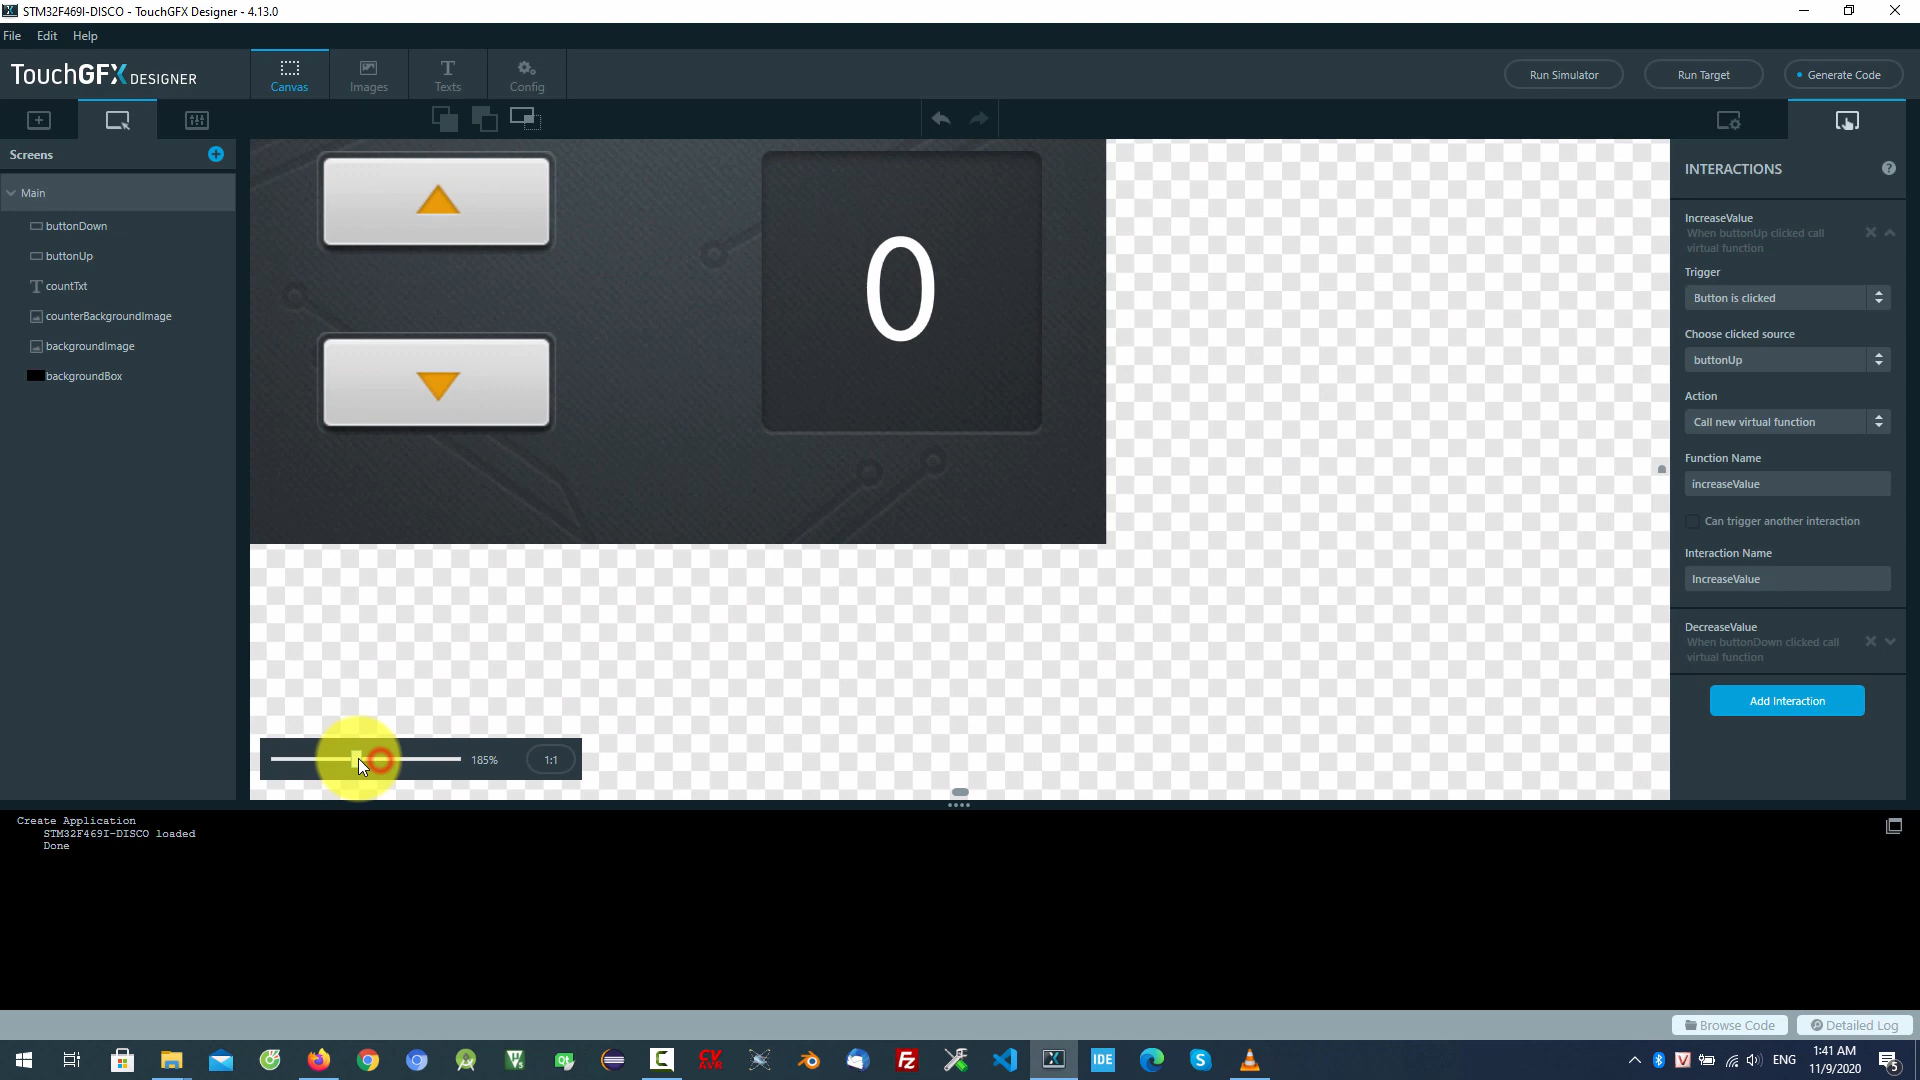 STM32F469I-DISCO - TouchGFX Designer - 4.13.0
File Edit Help
TouchGFX DESIGNER
Canvas
Images
Texts
Config
Run Simulator
Run Target
Generate Code
Screens
Main
buttonDown
buttonUp
countTxt
counterBackgroundImage
backgroundImage
backgroundBox
0
185%
1:1
INTERACTIONS
IncreaseValue
When buttonUp clicked call
virtual function
Trigger
Button is clicked
Choose clicked source
buttonUp
Action
Call new virtual function
Function Name
increaseValue
Can trigger another interaction
Interaction Name
IncreaseValue
DecreaseValue
When buttonDown clicked call
virtual function
Add Interaction
Create Application
STM32F469I-DISCO loaded
Done
Browse Code
Detailed Log
CV
AVR
IDE
ENG
1:41 AM
11/9/2020
5